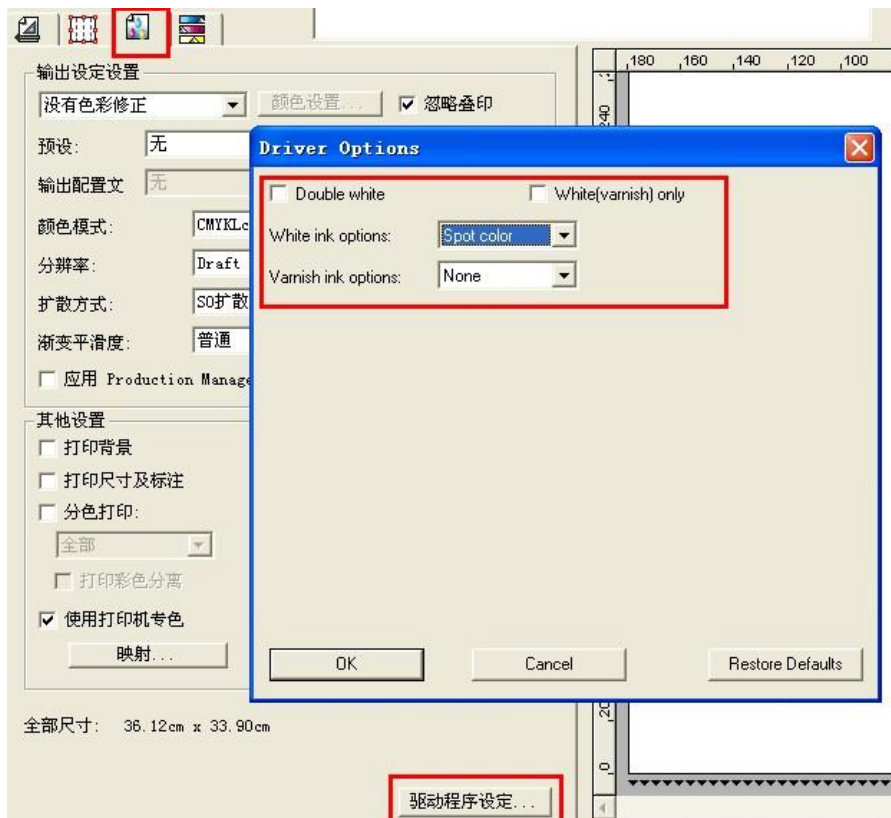 输出设定设置
没有色彩修正 颜色设置... 忽略叠印
预设: 无
输出配置文 无
颜色模式: CMYKLc
分辨率: Draft
扩散方式: SO扩散
渐变平滑度: 普通
应用 Production Manage
其他设置
打印背景
打印尺寸及标注
分色打印:
全部
打印彩色分离
使用打印机专色
映射...
全部尺寸: 36.12cm x 33.90cm
驱动程序设定...
Driver Options
Double white White(varnish) only
White ink options: Spot color
Varnish ink options: None
OK Cancel Restore Defaults
180 160 140 120 100
240
20
0